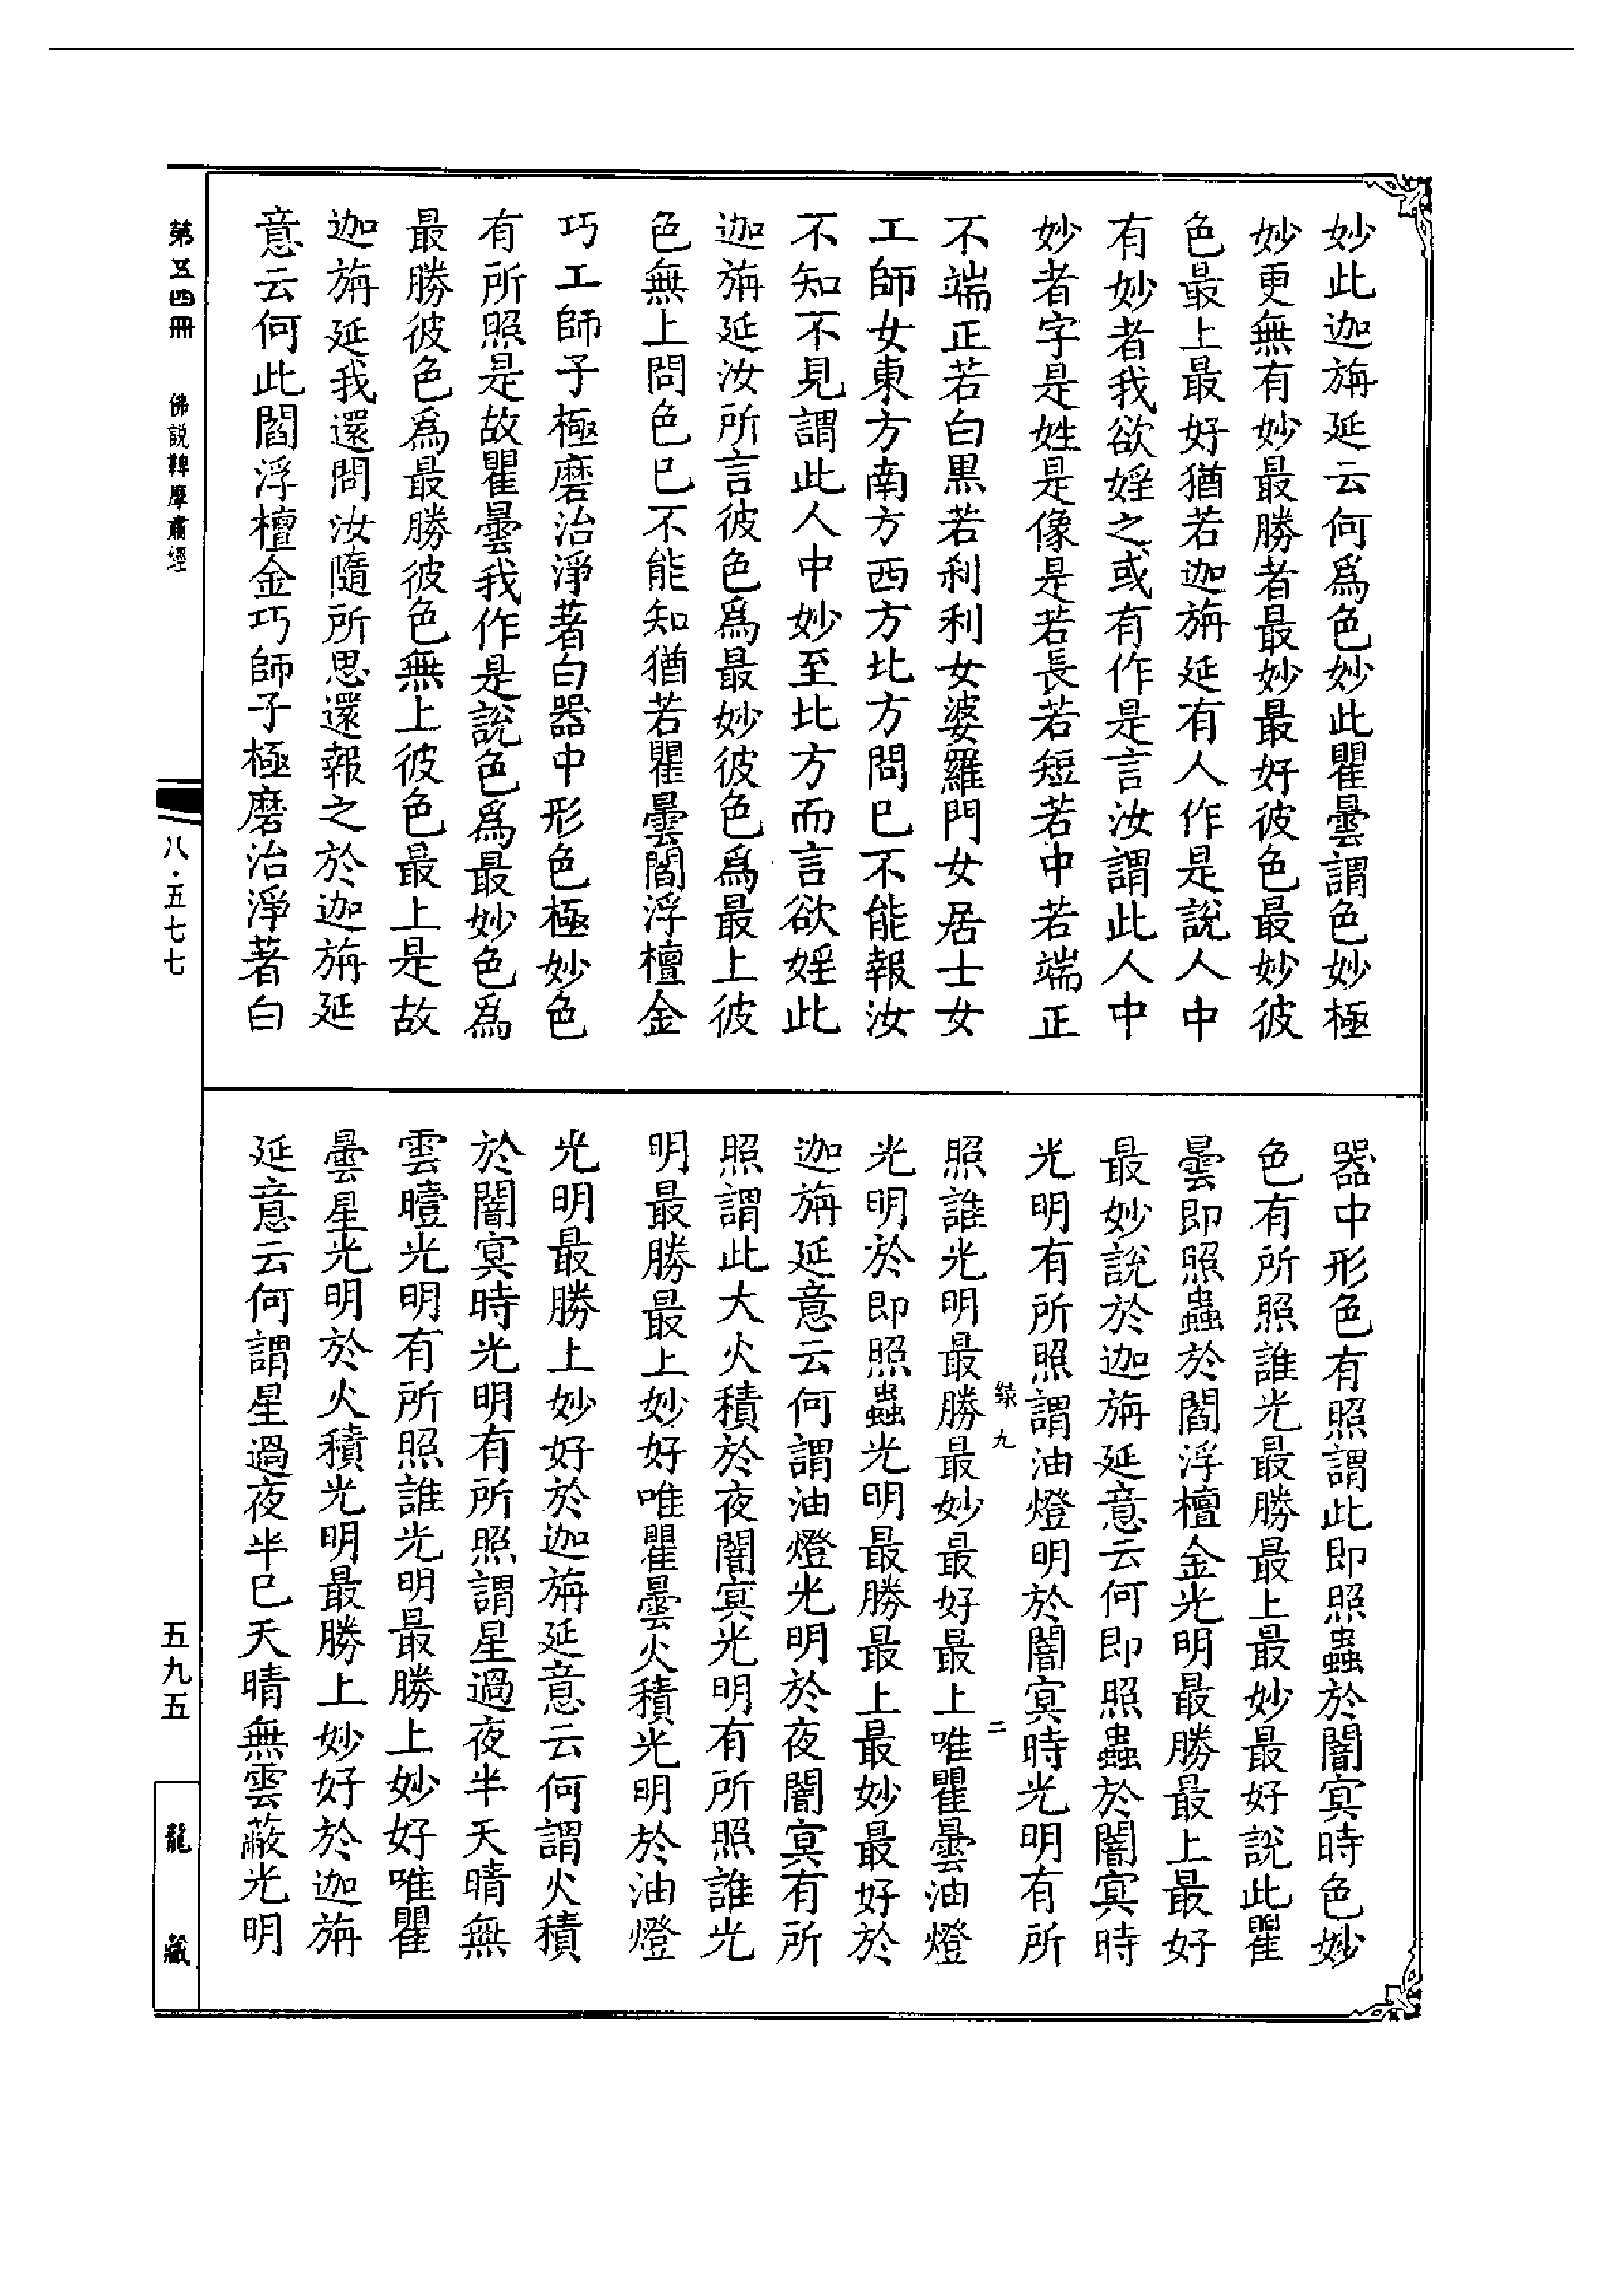 妙此迦旃延云何爲色妙此瞿曇謂色妙極
妙更無有妙最勝者最妙最好彼色最妙彼
色最上最好猶若迦旃延有人作是說人中
有妙者我欲婬之或有作是言汝謂此人中
妙者字是姓是像是若長若短若中若端正
不端正若白黑若刹利女婆羅門女居士女
工師女東方南方西方北方問已不能報汝
不知不見謂此人中妙至比方而言欲婬此
迦旃延汝所言彼色爲最妙彼色爲最上彼
色無上問色已不能知猶若瞿曇閻浮檀金
巧工師子極磨治淨著白器中形色極妙色
有所照是故瞿曇我作是說色爲最妙色爲
最勝彼色爲最勝彼色無上彼色最上是故
迦旃延我還問汝隨所思還報之於迦旃延
意云何此閻浮檀金巧師子極磨治淨著白
器中形色有照謂此即照蟲於闇冥時色妙
色有所照誰光最勝最上最妙最好說此瞿
曇即照蟲於閻浮檀金光明最勝最上最好
最妙說於迦旃延意云何即照蟲於闇冥時
光明有所照謂油燈明於闇冥時光明有所
九
二
照誰光明最勝最妙最好最上唯瞿曇油燈
光明於即照蟲光明最勝最上最妙最好於
迦旃延意云何謂油燈光明於夜闇冥有所
照謂此大火積於夜闇冥光明有所照誰光
明最勝最上妙好唯瞿曇火積光明於油燈
光明最勝上妙好於迦旃延意云何謂火積
於闇冥時光明有所照謂星過夜半天晴無
雲曀光明有所照誰光明最勝上妙好唯瞿
曇星光明於火積光明最勝上妙好於迦旃
延意云何謂星過夜半已天晴無雲蔽光明
第五四冊
佛說鞞摩肅經
八·五七七
五九五
龍藏